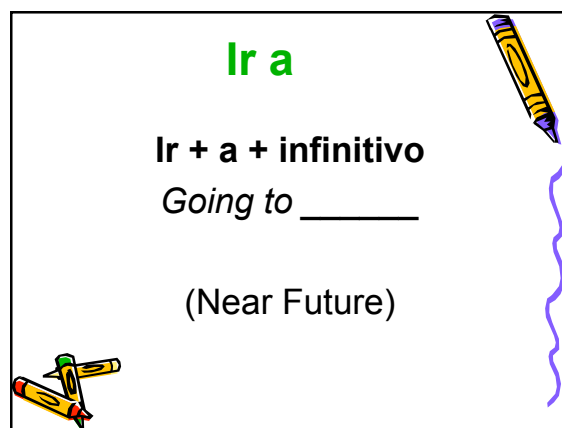 Ir a
Ir + a + infinitivo
Going to ______
(Near Future)